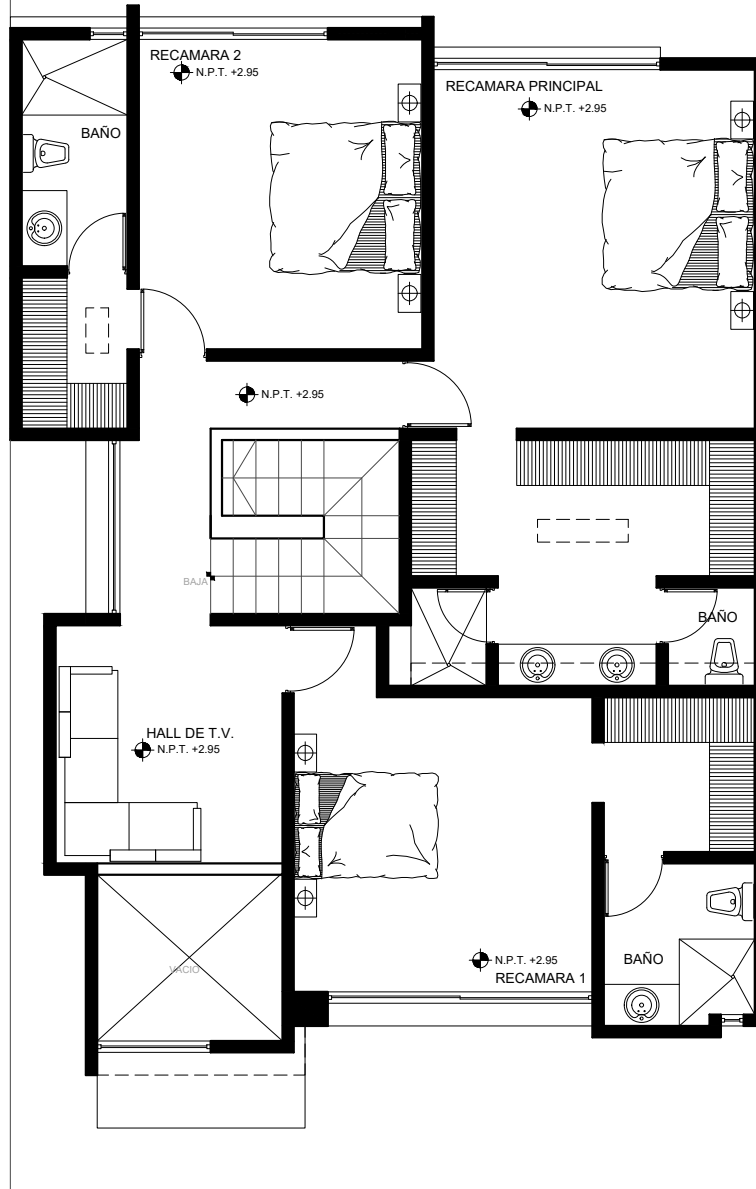 RECAMARA 2
N.P.T. +2.95
RECAMARA PRINCIPAL
N.P.T. +2.95
BAÑO
N.P.T. +2.95
BAJA
BAÑO
HALL DE T.V.
N.P.T. +2.95
VACIO
N.P.T. +2.95
RECAMARA 1
BAÑO